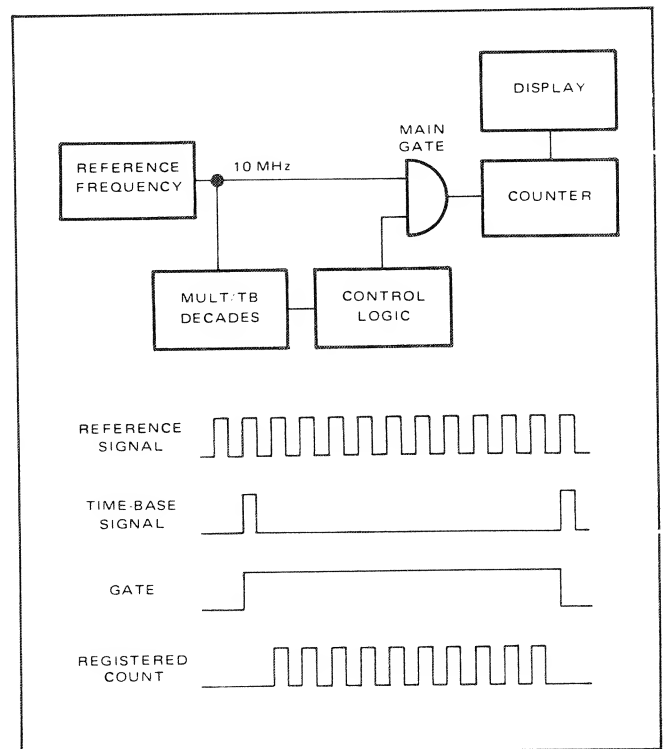 DISPLAY
MAIN
GATE
REFERENCE
FREQUENCY
10 MHz
COUNTER
MULT/TB
DECADES
CONTROL
LOGIC
REFERENCE
SIGNAL
TIME-BASE
SIGNAL
GATE
REGISTERED
COUNT